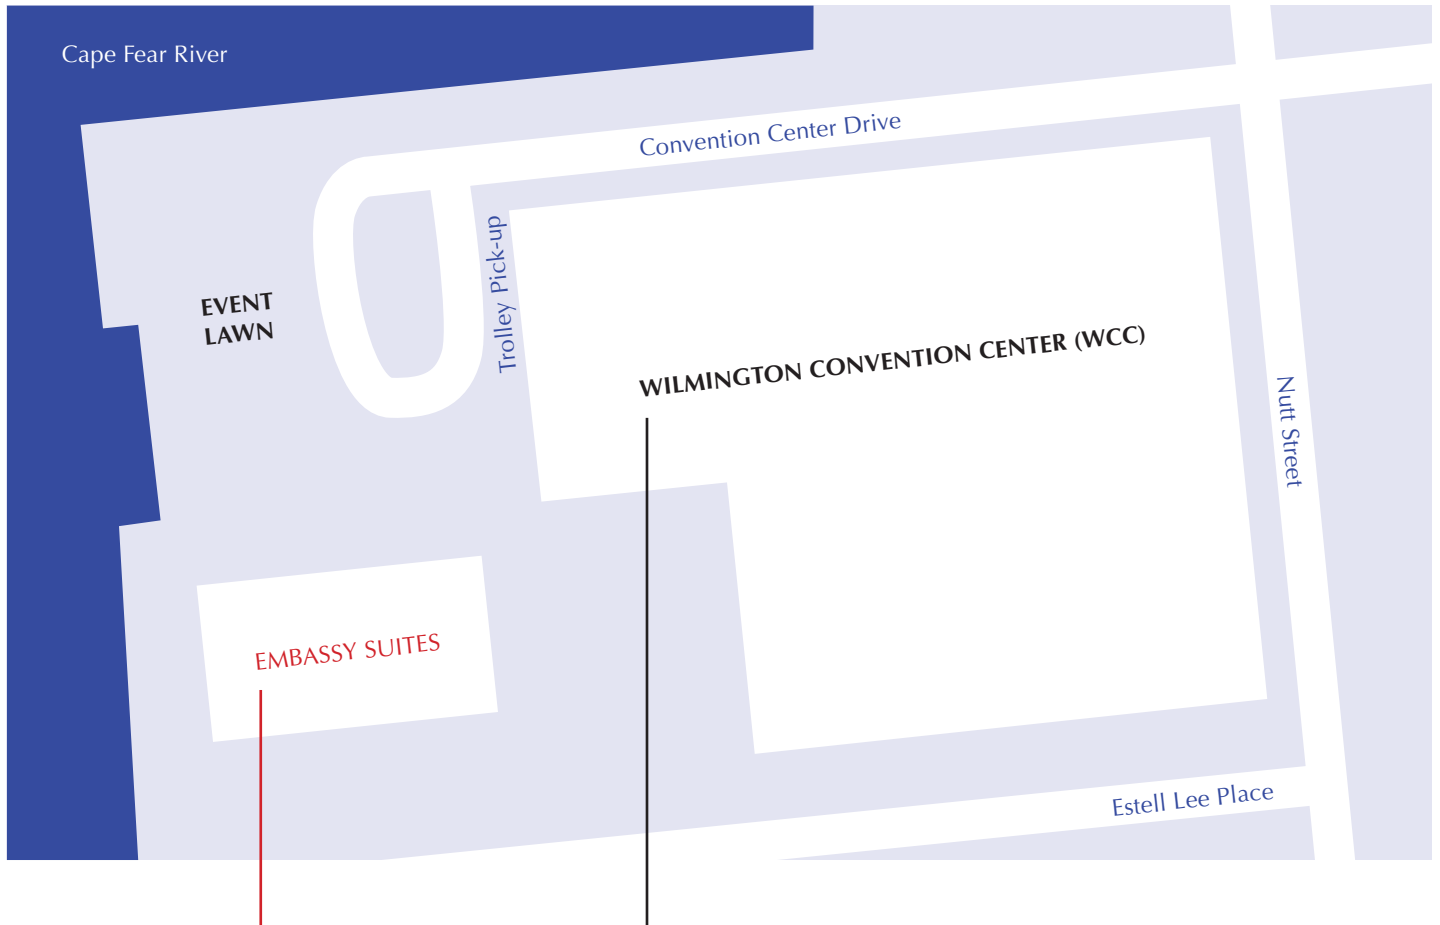 Cape Fear River
Convention Center Drive
Trolley Pick-up
EVENT
LAWN
WILMINGTON CONVENTION CENTER (WCC)
Nutt Street
EMBASSY SUITES
Estell Lee Place